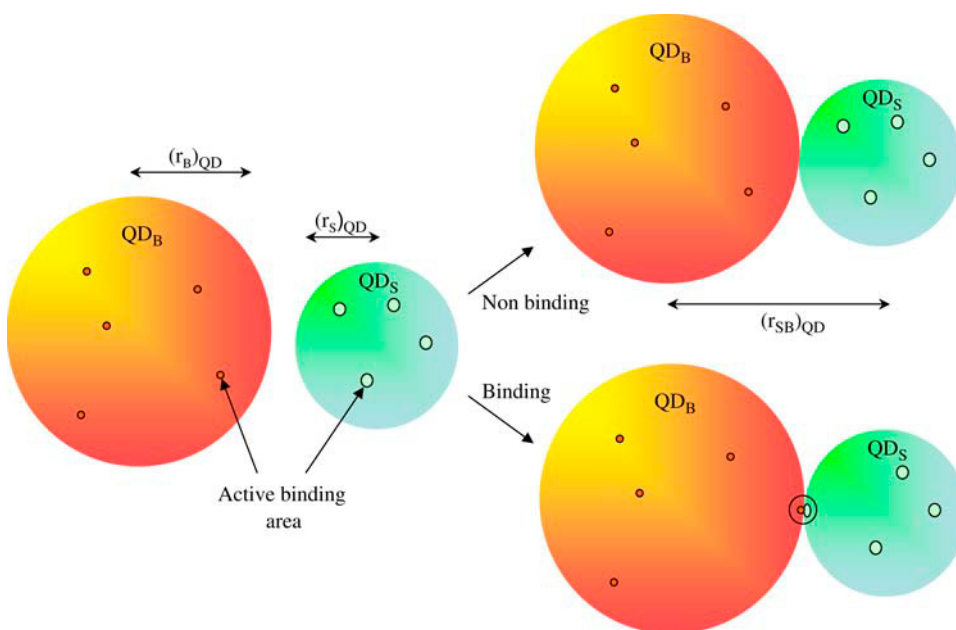 (r_B)_QD
QD_B
(r_S)_QD
QD_S
Active binding
area
QD_B
QD_S
Non binding
(r_SB)_QD
Binding
QD_B
QD_S